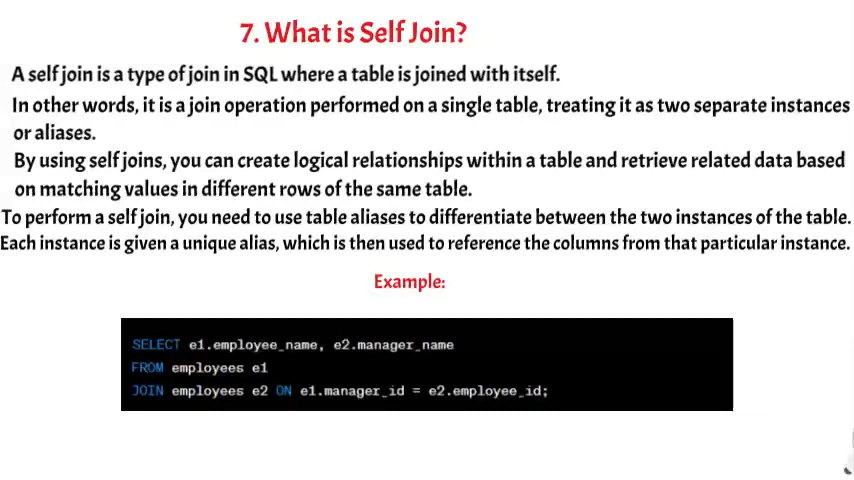 7. What is Self Join?
A self join is a type of join in SQL where a table is joined with itself.
In other words, it is a join operation performed on a single table, treating it as two separate instances
or aliases.
By using self joins, you can create logical relationships within a table and retrieve related data based
on matching values in different rows of the same table.
To perform a self join, you need to use table aliases to differentiate between the two instances of the table.
Each instance is given a unique alias, which is then used to reference the columns from that particular instance.
Example:
SELECT e1.employee_name, e2.manager_name
FROM employees e1
JOIN employees e2 ON e1.manager_id = e2.employee_id;